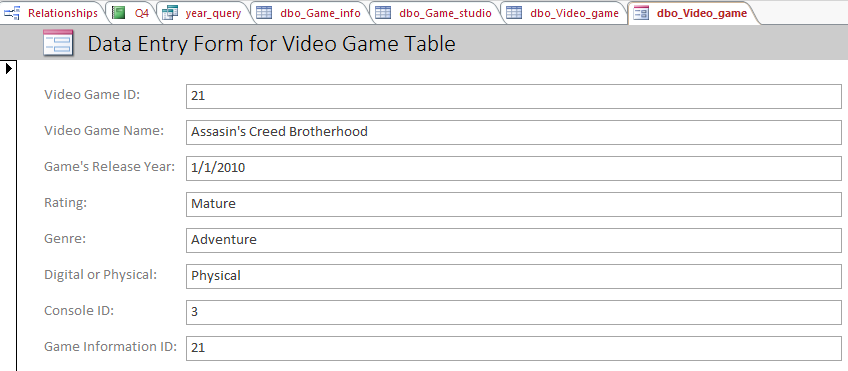 Relationships Q4 year_query dbo_Game_info dbo_Game_studio dbo_Video_game dbo_Video_game
Data Entry Form for Video Game Table
Video Game ID: 21
Video Game Name: Assasin's Creed Brotherhood
Game's Release Year: 1/1/2010
Rating: Mature
Genre: Adventure
Digital or Physical: Physical
Console ID: 3
Game Information ID: 21